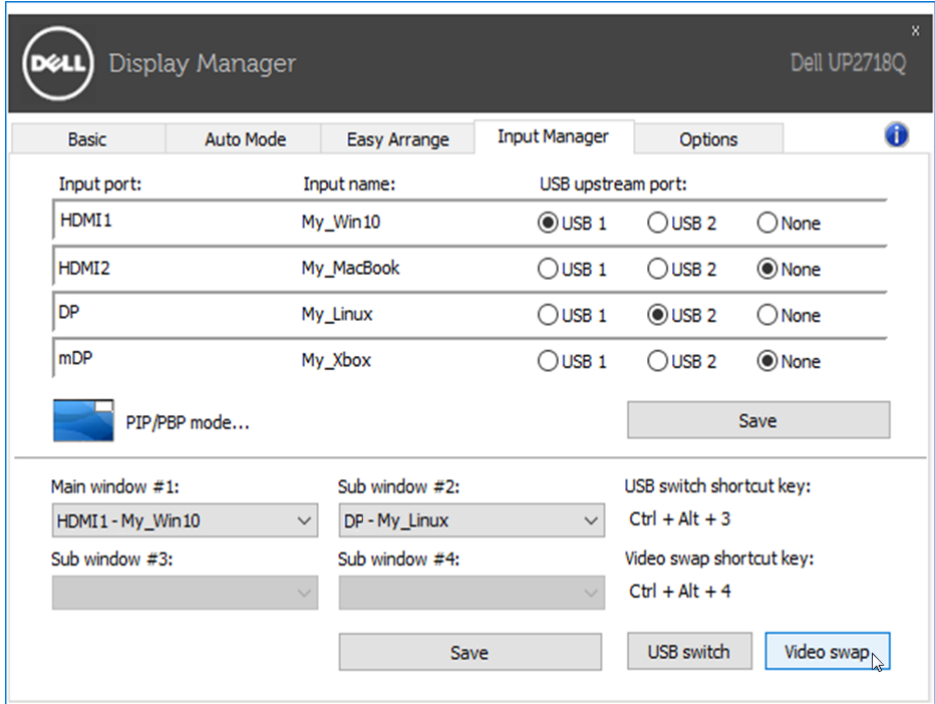 DELL Display Manager
x
Dell UP2718Q
Basic Auto Mode Easy Arrange Input Manager Options i
Input port: Input name: USB upstream port:
HDMI1 My_Win10 USB 1 USB 2 None
HDMI2 My_MacBook USB 1 USB 2 None
DP My_Linux USB 1 USB 2 None
mDP My_Xbox USB 1 USB 2 None
PIP/PBP mode... Save
Main window #1: Sub window #2: USB switch shortcut key:
HDMI1 - My_Win10 DP - My_Linux Ctrl + Alt + 3
Sub window #3: Sub window #4: Video swap shortcut key:
Ctrl + Alt + 4
Save USB switch Video swap